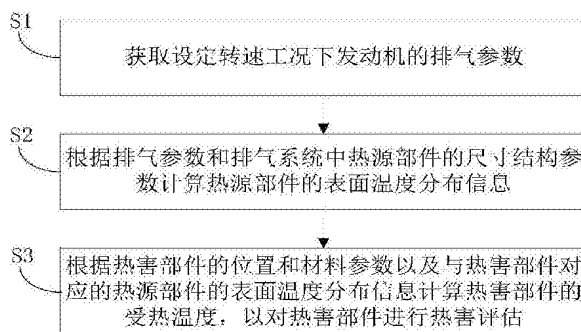 S1
获取设定转速工况下发动机的排气参数
S2
根据排气参数和排气系统中热源部件的尺寸结构参
数计算热源部件的表面温度分布信息
S3
根据热害部件的位置和材料参数以及与热害部件对
应的热源部件的表面温度分布信息计算热害部件的
受热温度，以对热害部件进行热害评估